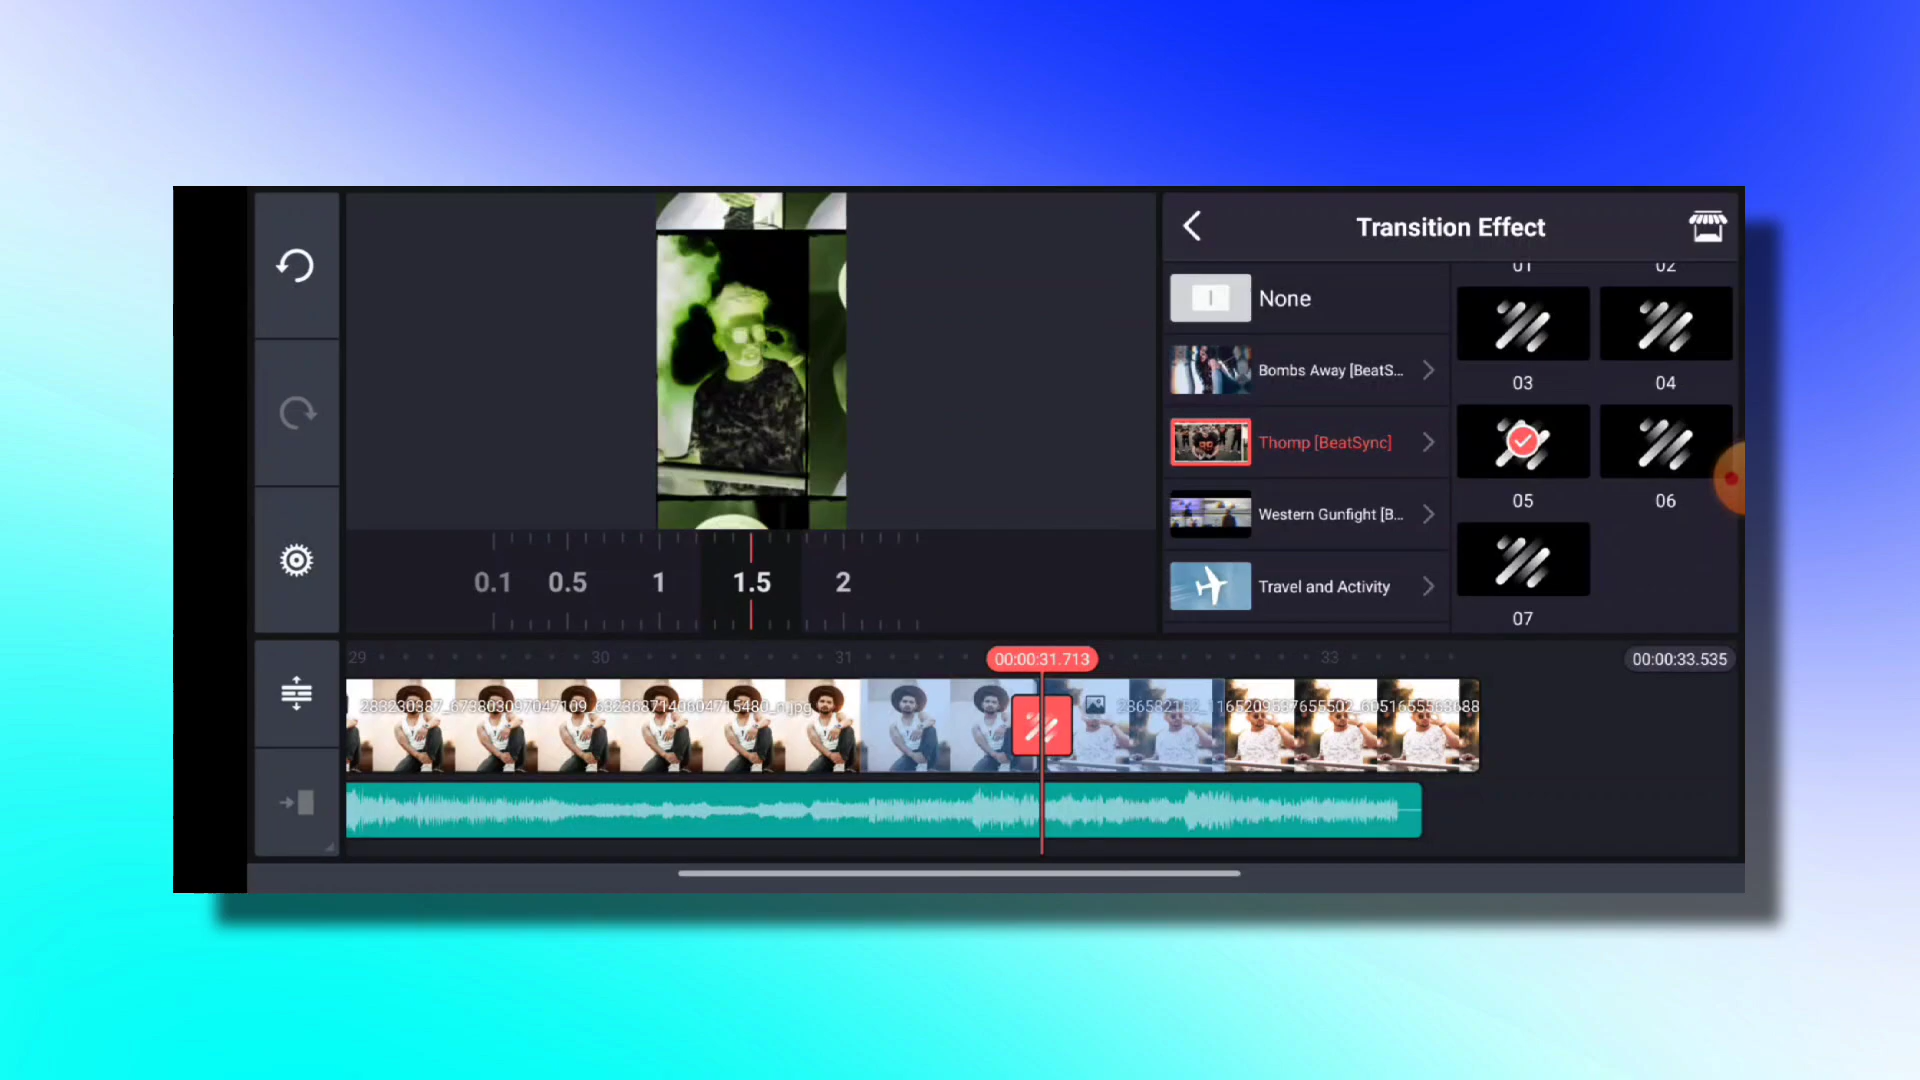 Transition Effect
None
Bombs Away [BeatS...
Thomp [BeatSync]
Western Gunfight [B...
Travel and Activity
01 02
03 04
05 06
07
0.1 0.5 1 1.5 2
29 30 31 00:00:31.713 33 00:00:33.535
283230387_673803097047109_6323687140604715480_n.jpg